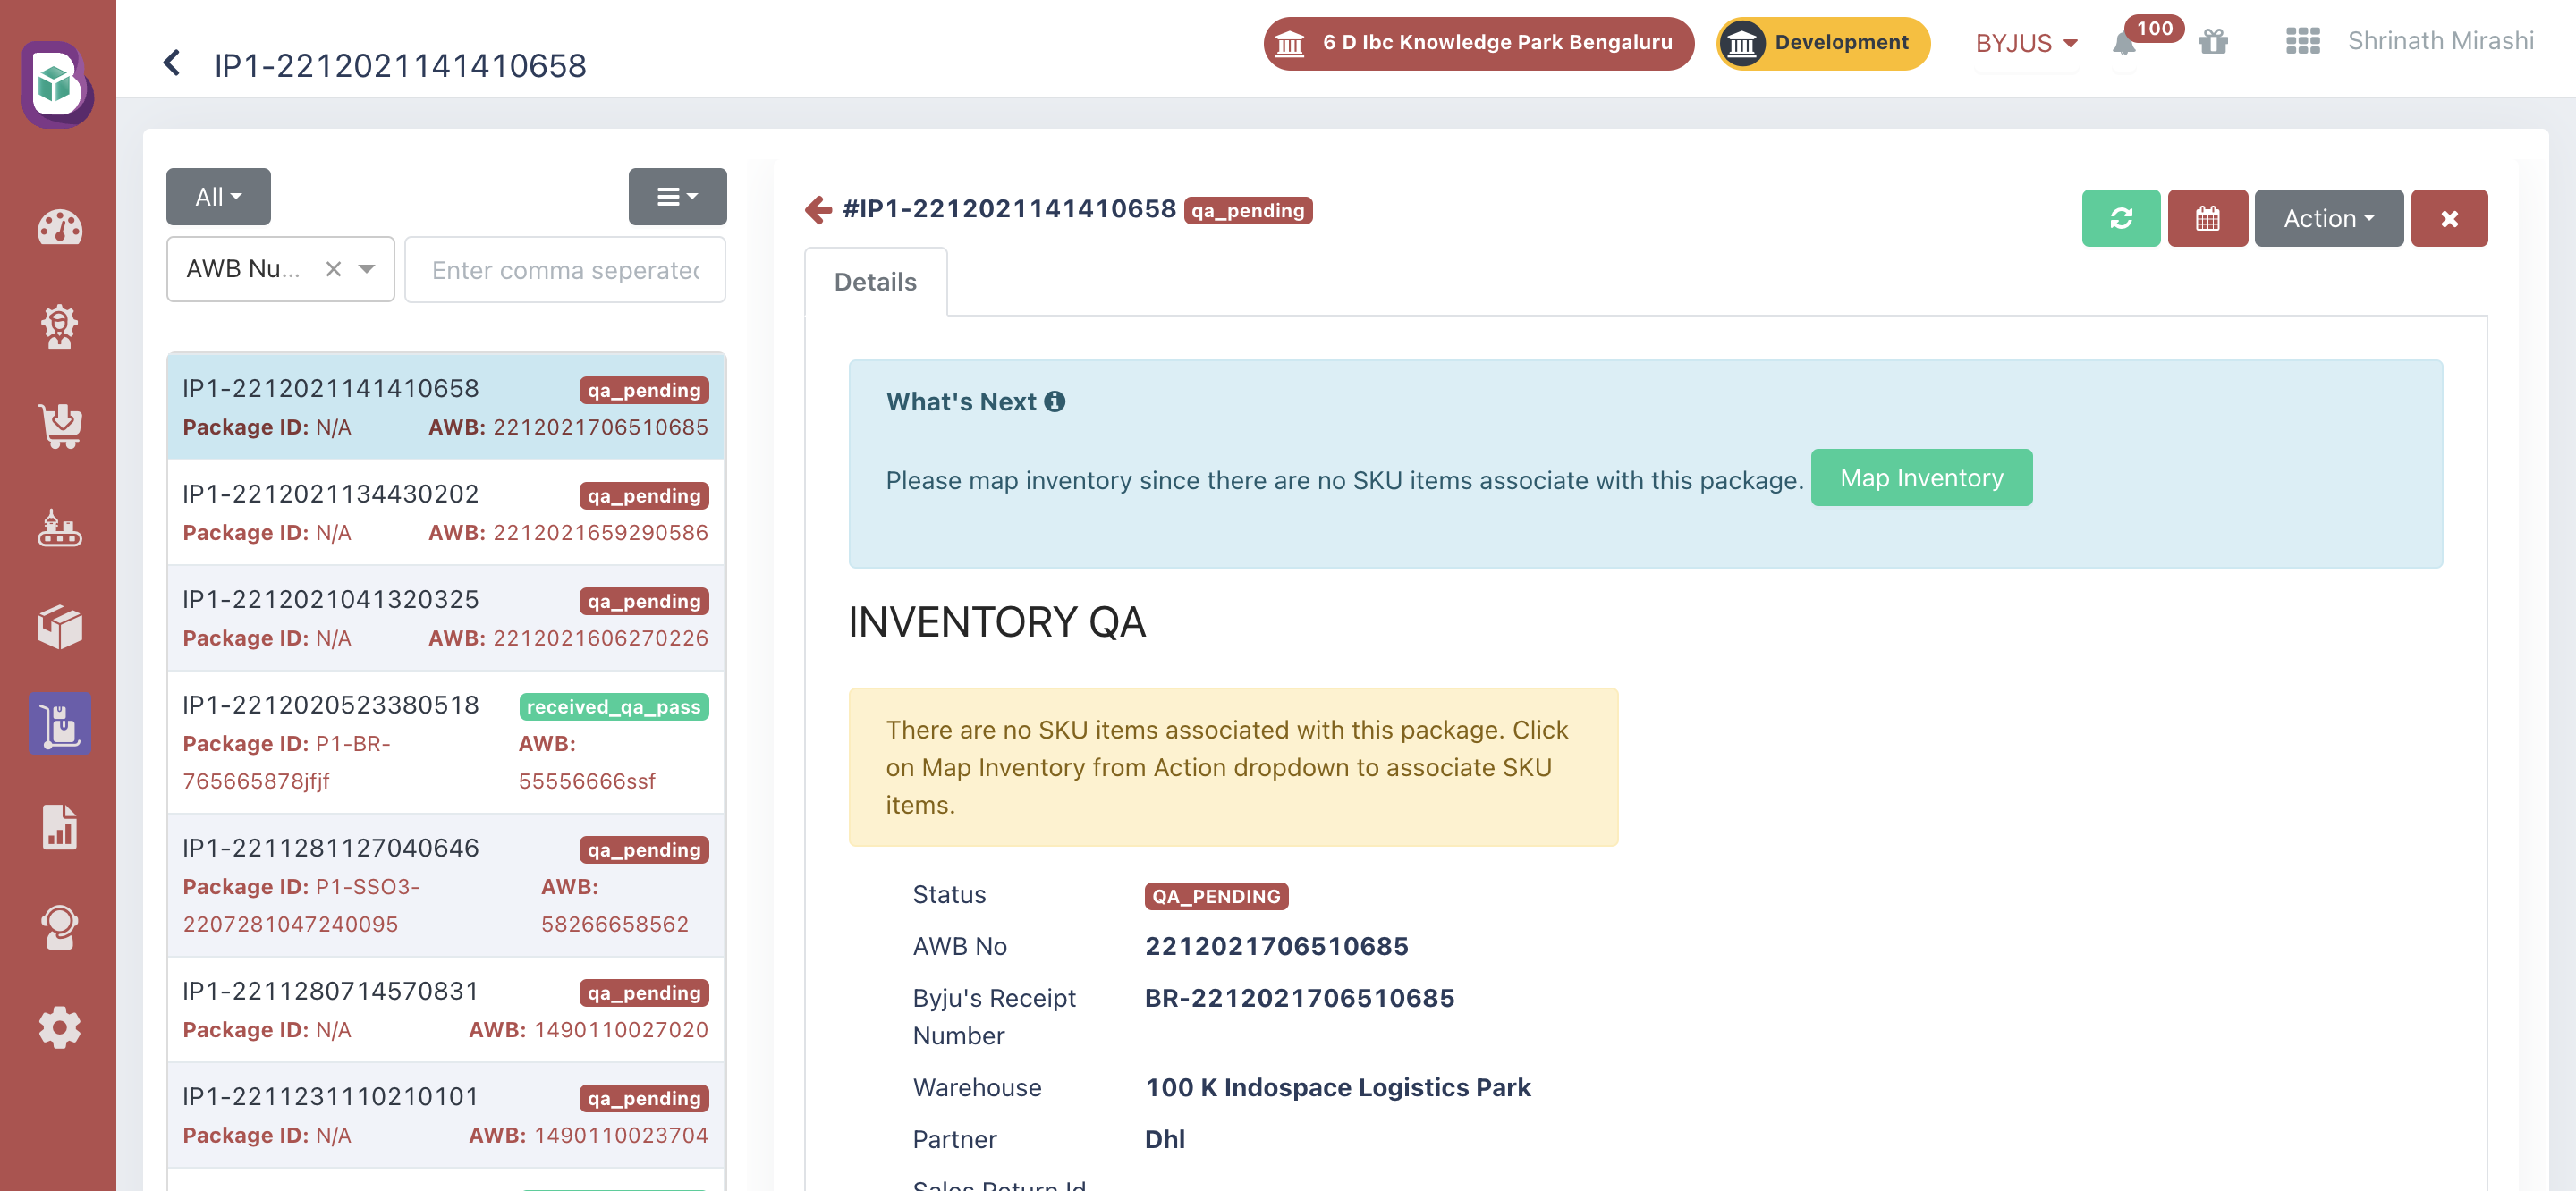 IP1-2212021141410658
6 D Ibc Knowledge Park Bengaluru
Development
BYJUS
100
Shrinath Mirashi
All
AWB Nu...
Enter comma seperatec
IP1-2212021141410658 qa_pending
Package ID: N/A AWB: 2212021706510685
IP1-2212021134430202 qa_pending
Package ID: N/A AWB: 2212021659290586
IP1-2212021041320325 qa_pending
Package ID: N/A AWB: 2212021606270226
IP1-2212020523380518 received_qa_pass
Package ID: P1-BR- AWB:
765665878jfjf 55556666ssf
IP1-2211281127040646 qa_pending
Package ID: P1-SSO3- AWB:
2207281047240095 58266658562
IP1-2211280714570831 qa_pending
Package ID: N/A AWB: 1490110027020
IP1-2211231110210101 qa_pending
Package ID: N/A AWB: 1490110023704
#IP1-2212021141410658 qa_pending
Action
Details
What's Next
Please map inventory since there are no SKU items associate with this package. Map Inventory
INVENTORY QA
There are no SKU items associated with this package. Click
on Map Inventory from Action dropdown to associate SKU
items.
Status QA_PENDING
AWB No 2212021706510685
Byju's Receipt BR-2212021706510685
Number
Warehouse 100 K Indospace Logistics Park
Partner Dhl
Sales Return Id